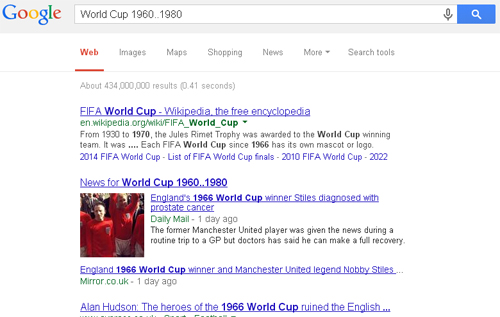 Google World Cup 1960..1980
Web Images Maps Shopping News More Search tools
About 434,000,000 results (0.41 seconds)
FIFA World Cup - Wikipedia, the free encyclopedia
en.wikipedia.org/wiki/FIFA_World_Cup
From 1930 to 1970, the Jules Rimet Trophy was awarded to the World Cup winning
team. It was .... Each FIFA World Cup since 1966 has its own mascot or logo.
2014 FIFA World Cup - List of FIFA World Cup finals - 2010 FIFA World Cup - 2022
News for World Cup 1960..1980
England's 1966 World Cup winner Stiles diagnosed with
prostate cancer
Daily Mail - 1 day ago
The former Manchester United player was given the news during a
routine trip to a GP but doctors has said he can make a full recovery.
England 1966 World Cup winner and Manchester United legend Nobby Stiles ...
Mirror.co.uk - 1 day ago
Alan Hudson: The heroes of the 1966 World Cup ruined the English ...